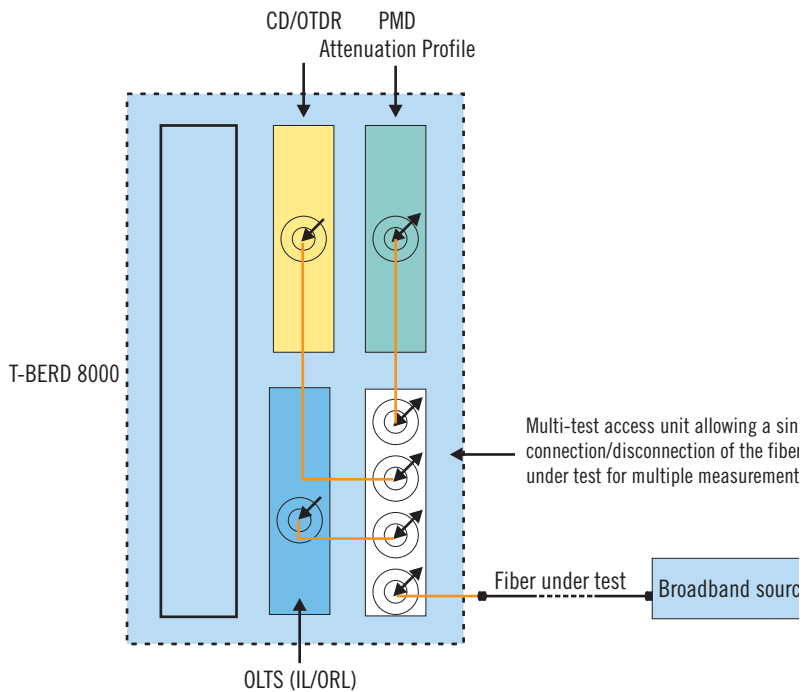 CD/OTDR
PMD
Attenuation Profile
T-BERD 8000
Multi-test access unit allowing a sin
connection/disconnection of the fiber
under test for multiple measurement
Fiber under test
Broadband sourc
OLTS (IL/ORL)